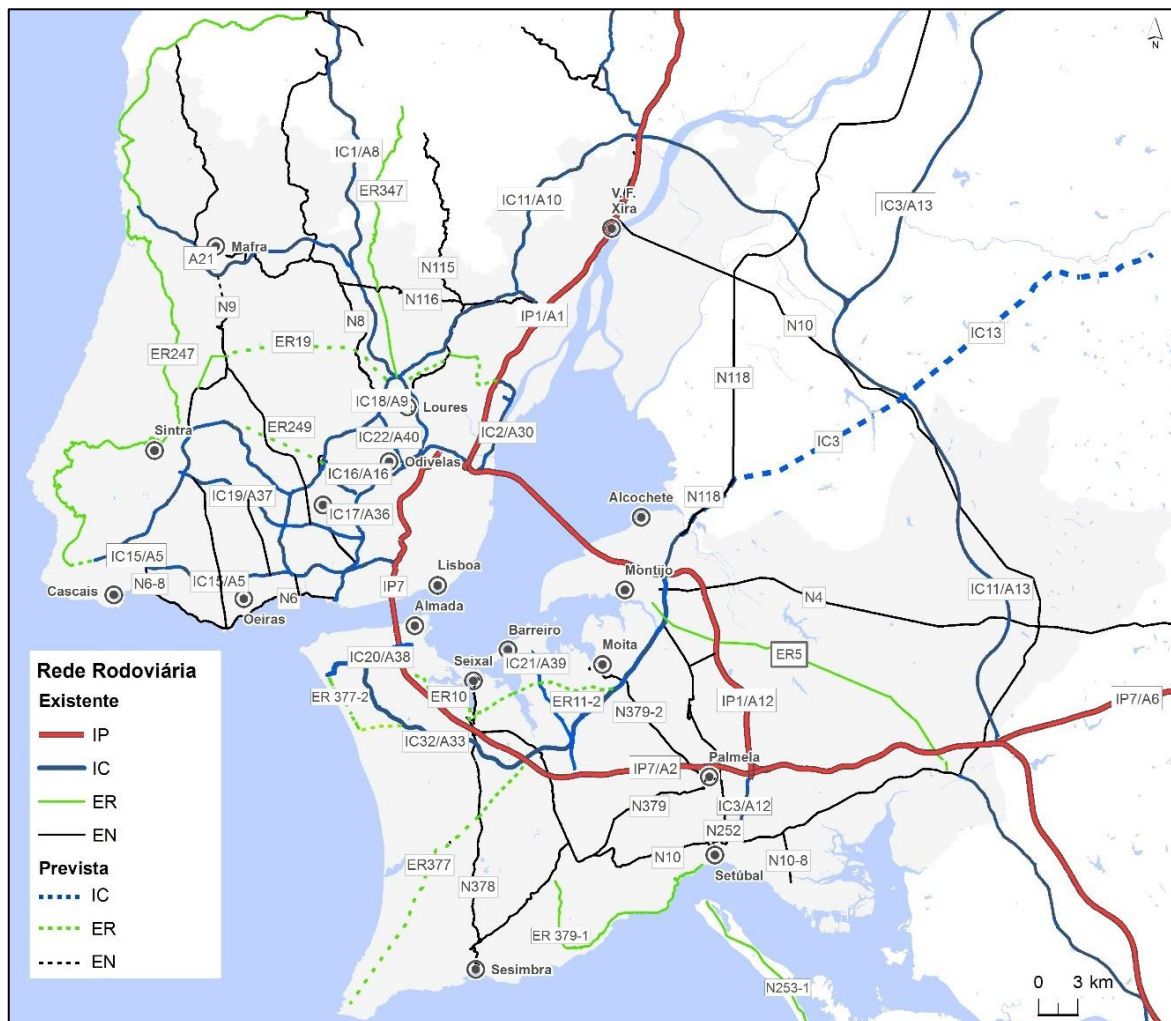 N
IC1/A8
ER347
IC11/A10
V. F.
Xira
IC3/A13
Mafra
A21
N115
N116
N9
N8
IP1/A1
N10
IC13
ER19
ER247
N118
IC18/A9
Loures
ER249
IC22/A40
IC2/A30
Sintra
Odivelas
IC16/A16
IC3
IC19/A37
IC17/A36
Alcochete
N118
IC15/A5
N6-8
IC15/A5
N6
Cascais
Oeiras
IP7
Lisboa
Montijo
N4
IC11/A13
Almada
Barreiro
Moita
IC20/A38
Seixal
IC21/A39
ER5
ER 377-2
ER10
ER11-2
N379-2
IP1/A12
IP7/A6
IC32/A33
IP7/A2
Palmela
N379
IC3/A12
N252
ER377
N10
N10-8
Setúbal
N378
ER 379-1
Sesimbra
N253-1
Rede Rodoviária
Existente
IP
IC
ER
EN
Prevista
IC
ER
EN
0 3 km